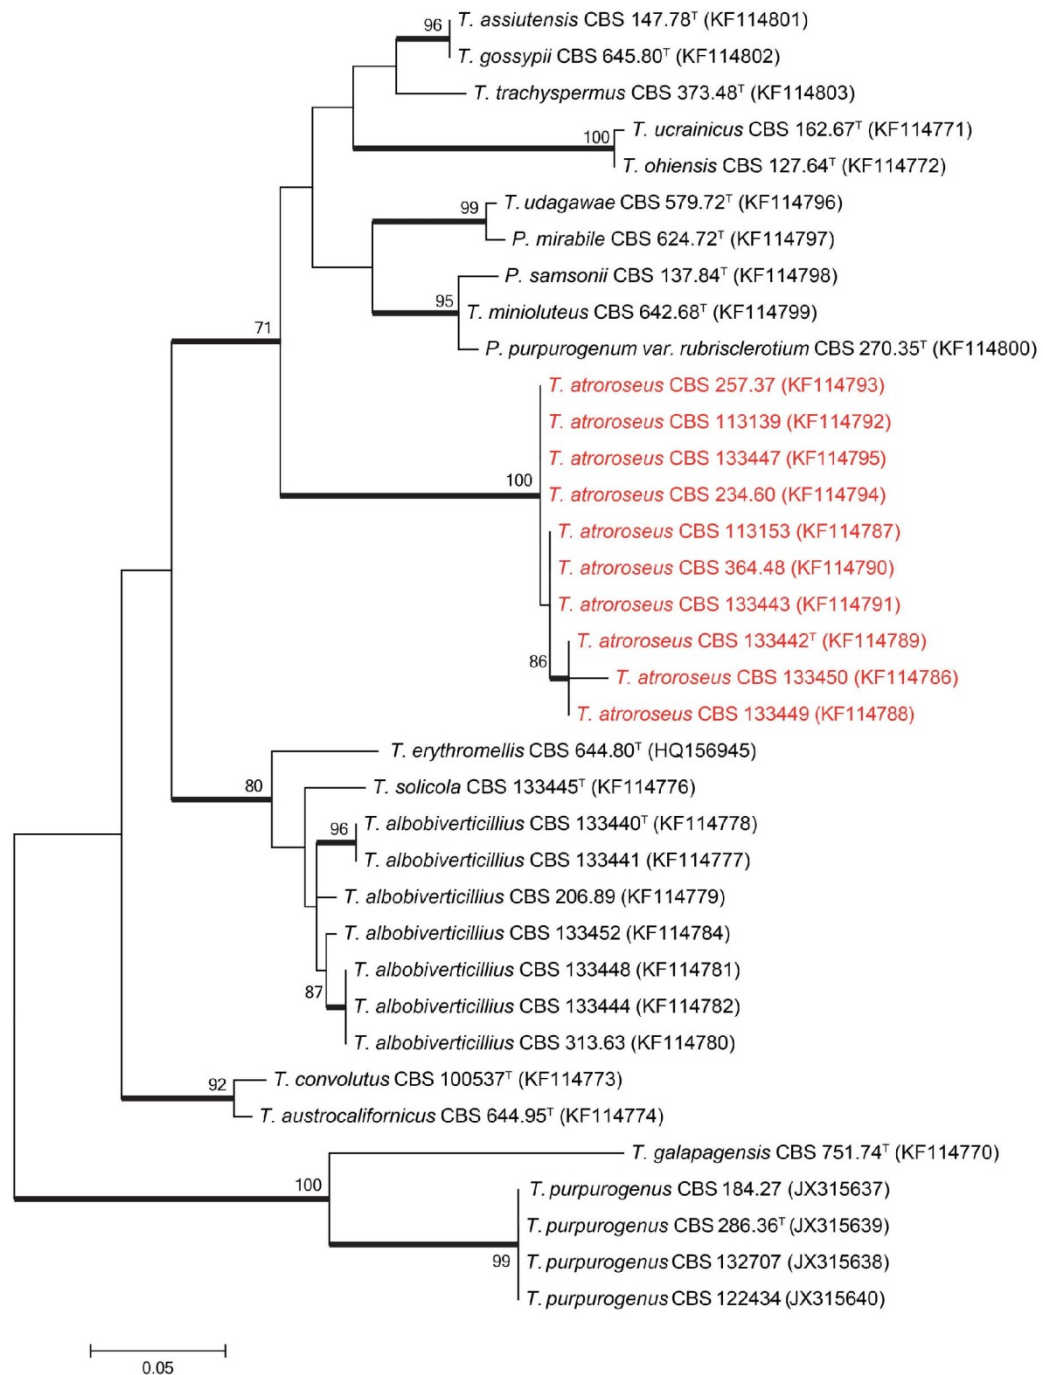 96
T. assiutensis CBS 147.78ᵀ (KF114801)
T. gossypii CBS 645.80ᵀ (KF114802)
T. trachyspermus CBS 373.48ᵀ (KF114803)
100
T. ucrainicus CBS 162.67ᵀ (KF114771)
T. ohiensis CBS 127.64ᵀ (KF114772)
99
T. udagawae CBS 579.72ᵀ (KF114796)
P. mirabile CBS 624.72ᵀ (KF114797)
P. samsonii CBS 137.84ᵀ (KF114798)
95
T. minioluteus CBS 642.68ᵀ (KF114799)
71
P. purpurogenum var. rubrisclerotium CBS 270.35ᵀ (KF114800)
T. atroroseus CBS 257.37 (KF114793)
T. atroroseus CBS 113139 (KF114792)
T. atroroseus CBS 133447 (KF114795)
100
T. atroroseus CBS 234.60 (KF114794)
T. atroroseus CBS 113153 (KF114787)
T. atroroseus CBS 364.48 (KF114790)
T. atroroseus CBS 133443 (KF114791)
T. atroroseus CBS 133442ᵀ (KF114789)
86
T. atroroseus CBS 133450 (KF114786)
T. atroroseus CBS 133449 (KF114788)
T. erythromellis CBS 644.80ᵀ (HQ156945)
80
T. solicola CBS 133445ᵀ (KF114776)
96
T. albobiverticillius CBS 133440ᵀ (KF114778)
T. albobiverticillius CBS 133441 (KF114777)
T. albobiverticillius CBS 206.89 (KF114779)
T. albobiverticillius CBS 133452 (KF114784)
T. albobiverticillius CBS 133448 (KF114781)
87
T. albobiverticillius CBS 133444 (KF114782)
T. albobiverticillius CBS 313.63 (KF114780)
92
T. convolutus CBS 100537ᵀ (KF114773)
T. austrocalifornicus CBS 644.95ᵀ (KF114774)
T. galapagensis CBS 751.74ᵀ (KF114770)
100
T. purpurogenus CBS 184.27 (JX315637)
T. purpurogenus CBS 286.36ᵀ (JX315639)
99
T. purpurogenus CBS 132707 (JX315638)
T. purpurogenus CBS 122434 (JX315640)
0.05